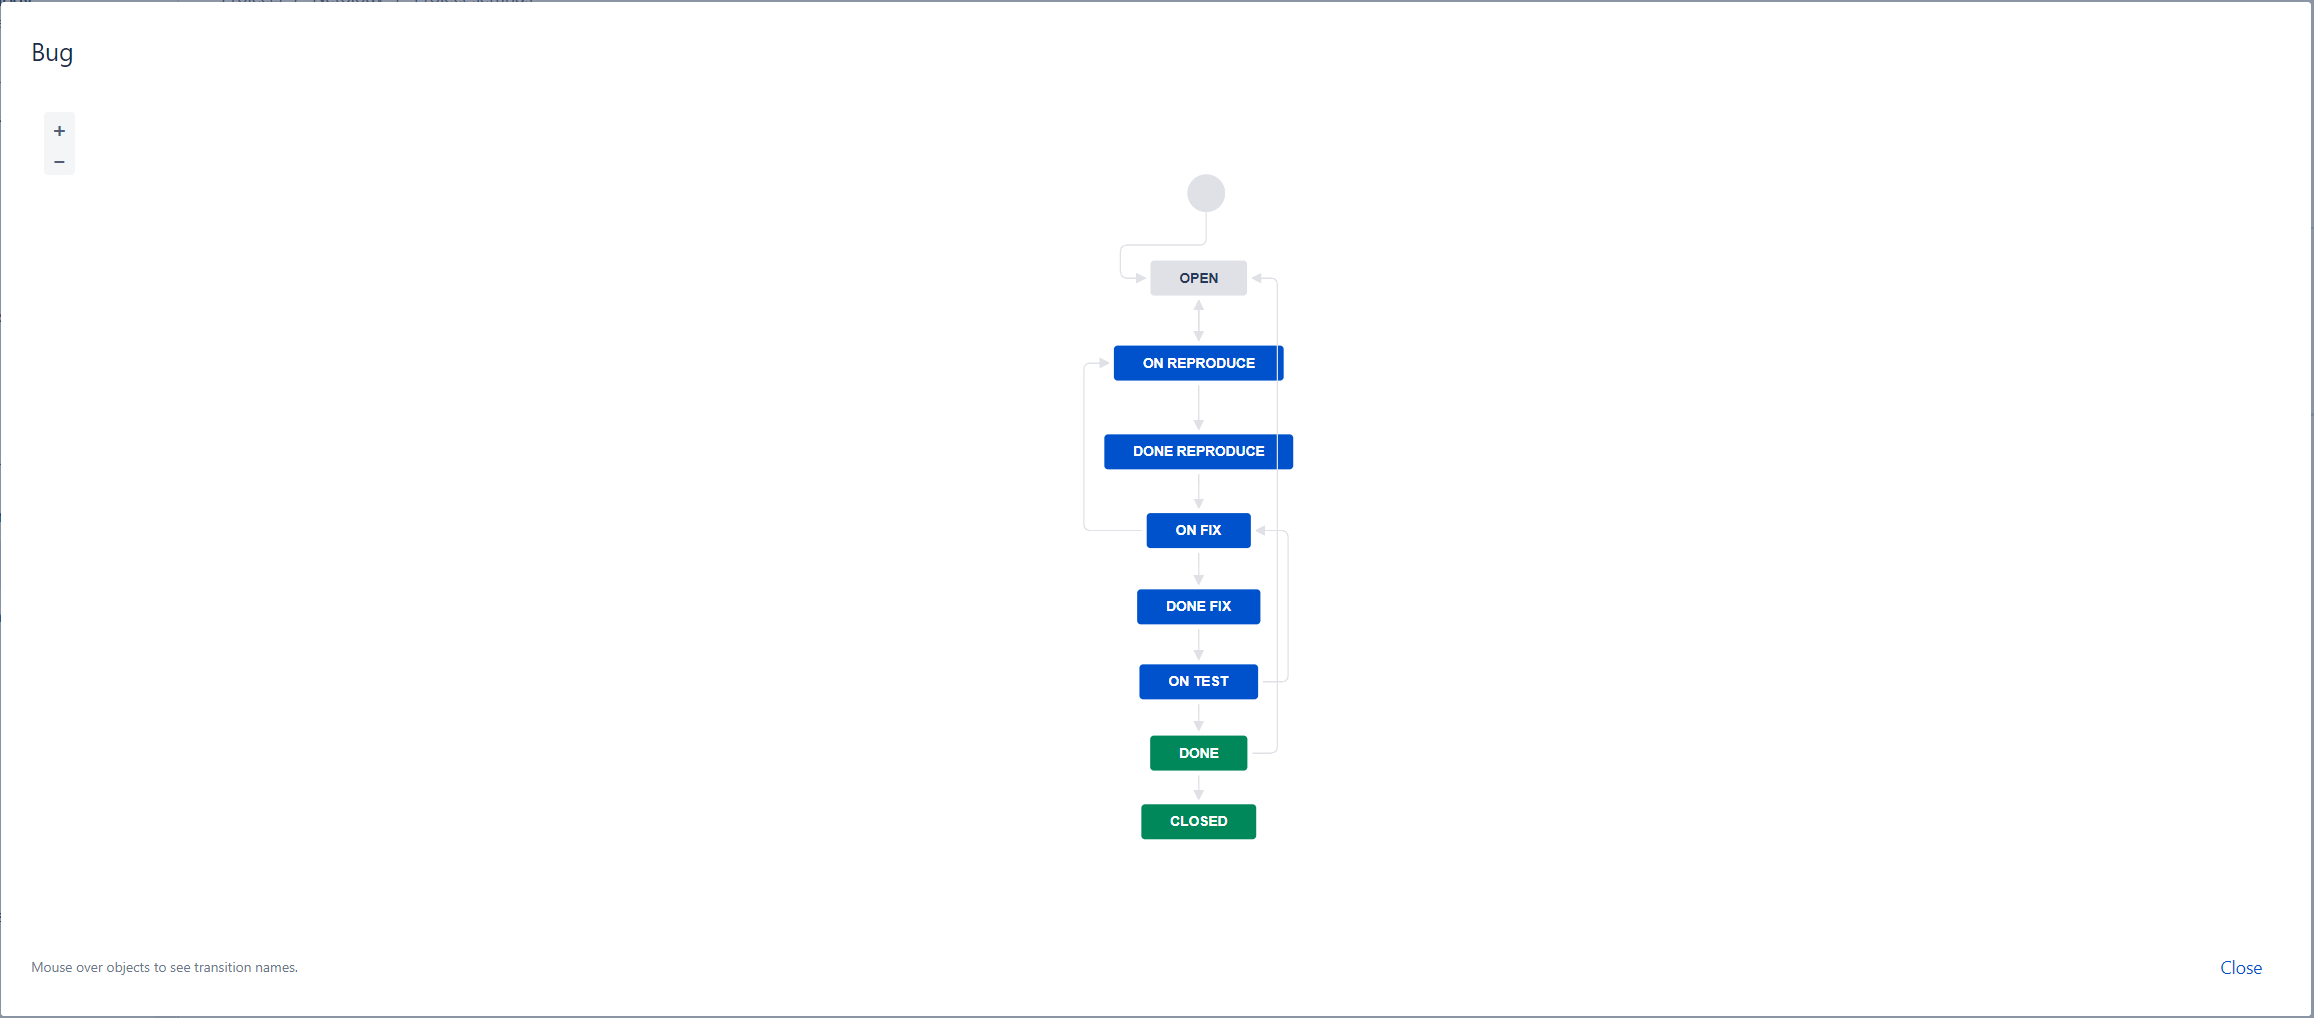 Bug
+
−
OPEN
ON REPRODUCE
DONE REPRODUCE
ON FIX
DONE FIX
ON TEST
DONE
CLOSED
Mouse over objects to see transition names.
Close